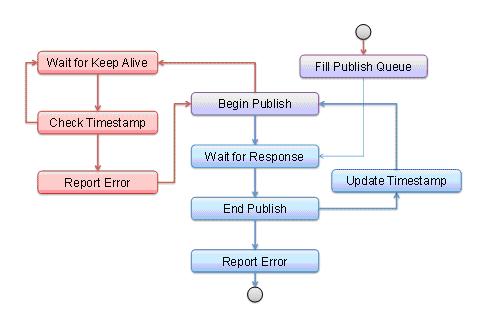 Wait for Keep Alive
Fill Publish Queue
Begin Publish
Check Timestamp
Wait for Response
Report Error
Update Timestamp
End Publish
Report Error